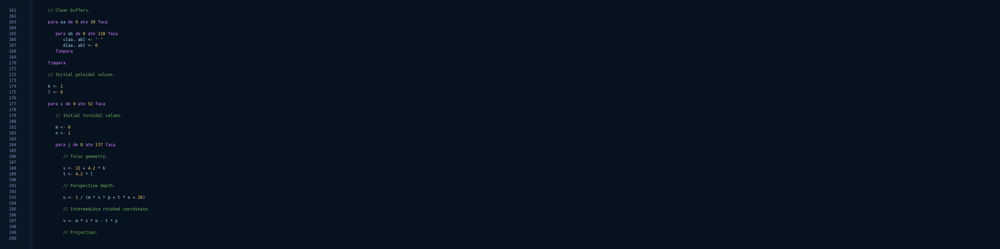 161 // Clear buffers.
162
163 para aa de 0 ate 39 faca
164
165 para ab de 0 ate 118 faca
166 c[aa, ab] <- " "
167 d[aa, ab] <- 0
168 fimpara
169
170 fimpara
171
172 // Initial poloidal values.
173
174 k <- 1
175 l <- 0
176
177 para i de 0 ate 52 faca
178
179 // Initial toroidal values.
180
181 m <- 0
182 n <- 1
183
184 para j de 0 ate 157 faca
185
186 // Torus geometry.
187
188 s <- 22 + 4.2 * k
189 t <- 4.2 * l
190
191 // Perspective depth.
192
193 u <- 1 / (m * s * p + t * o + 28)
194
195 // Intermediate rotated coordinate.
196
197 v <- m * s * o - t * p
198
199 // Projection.
200